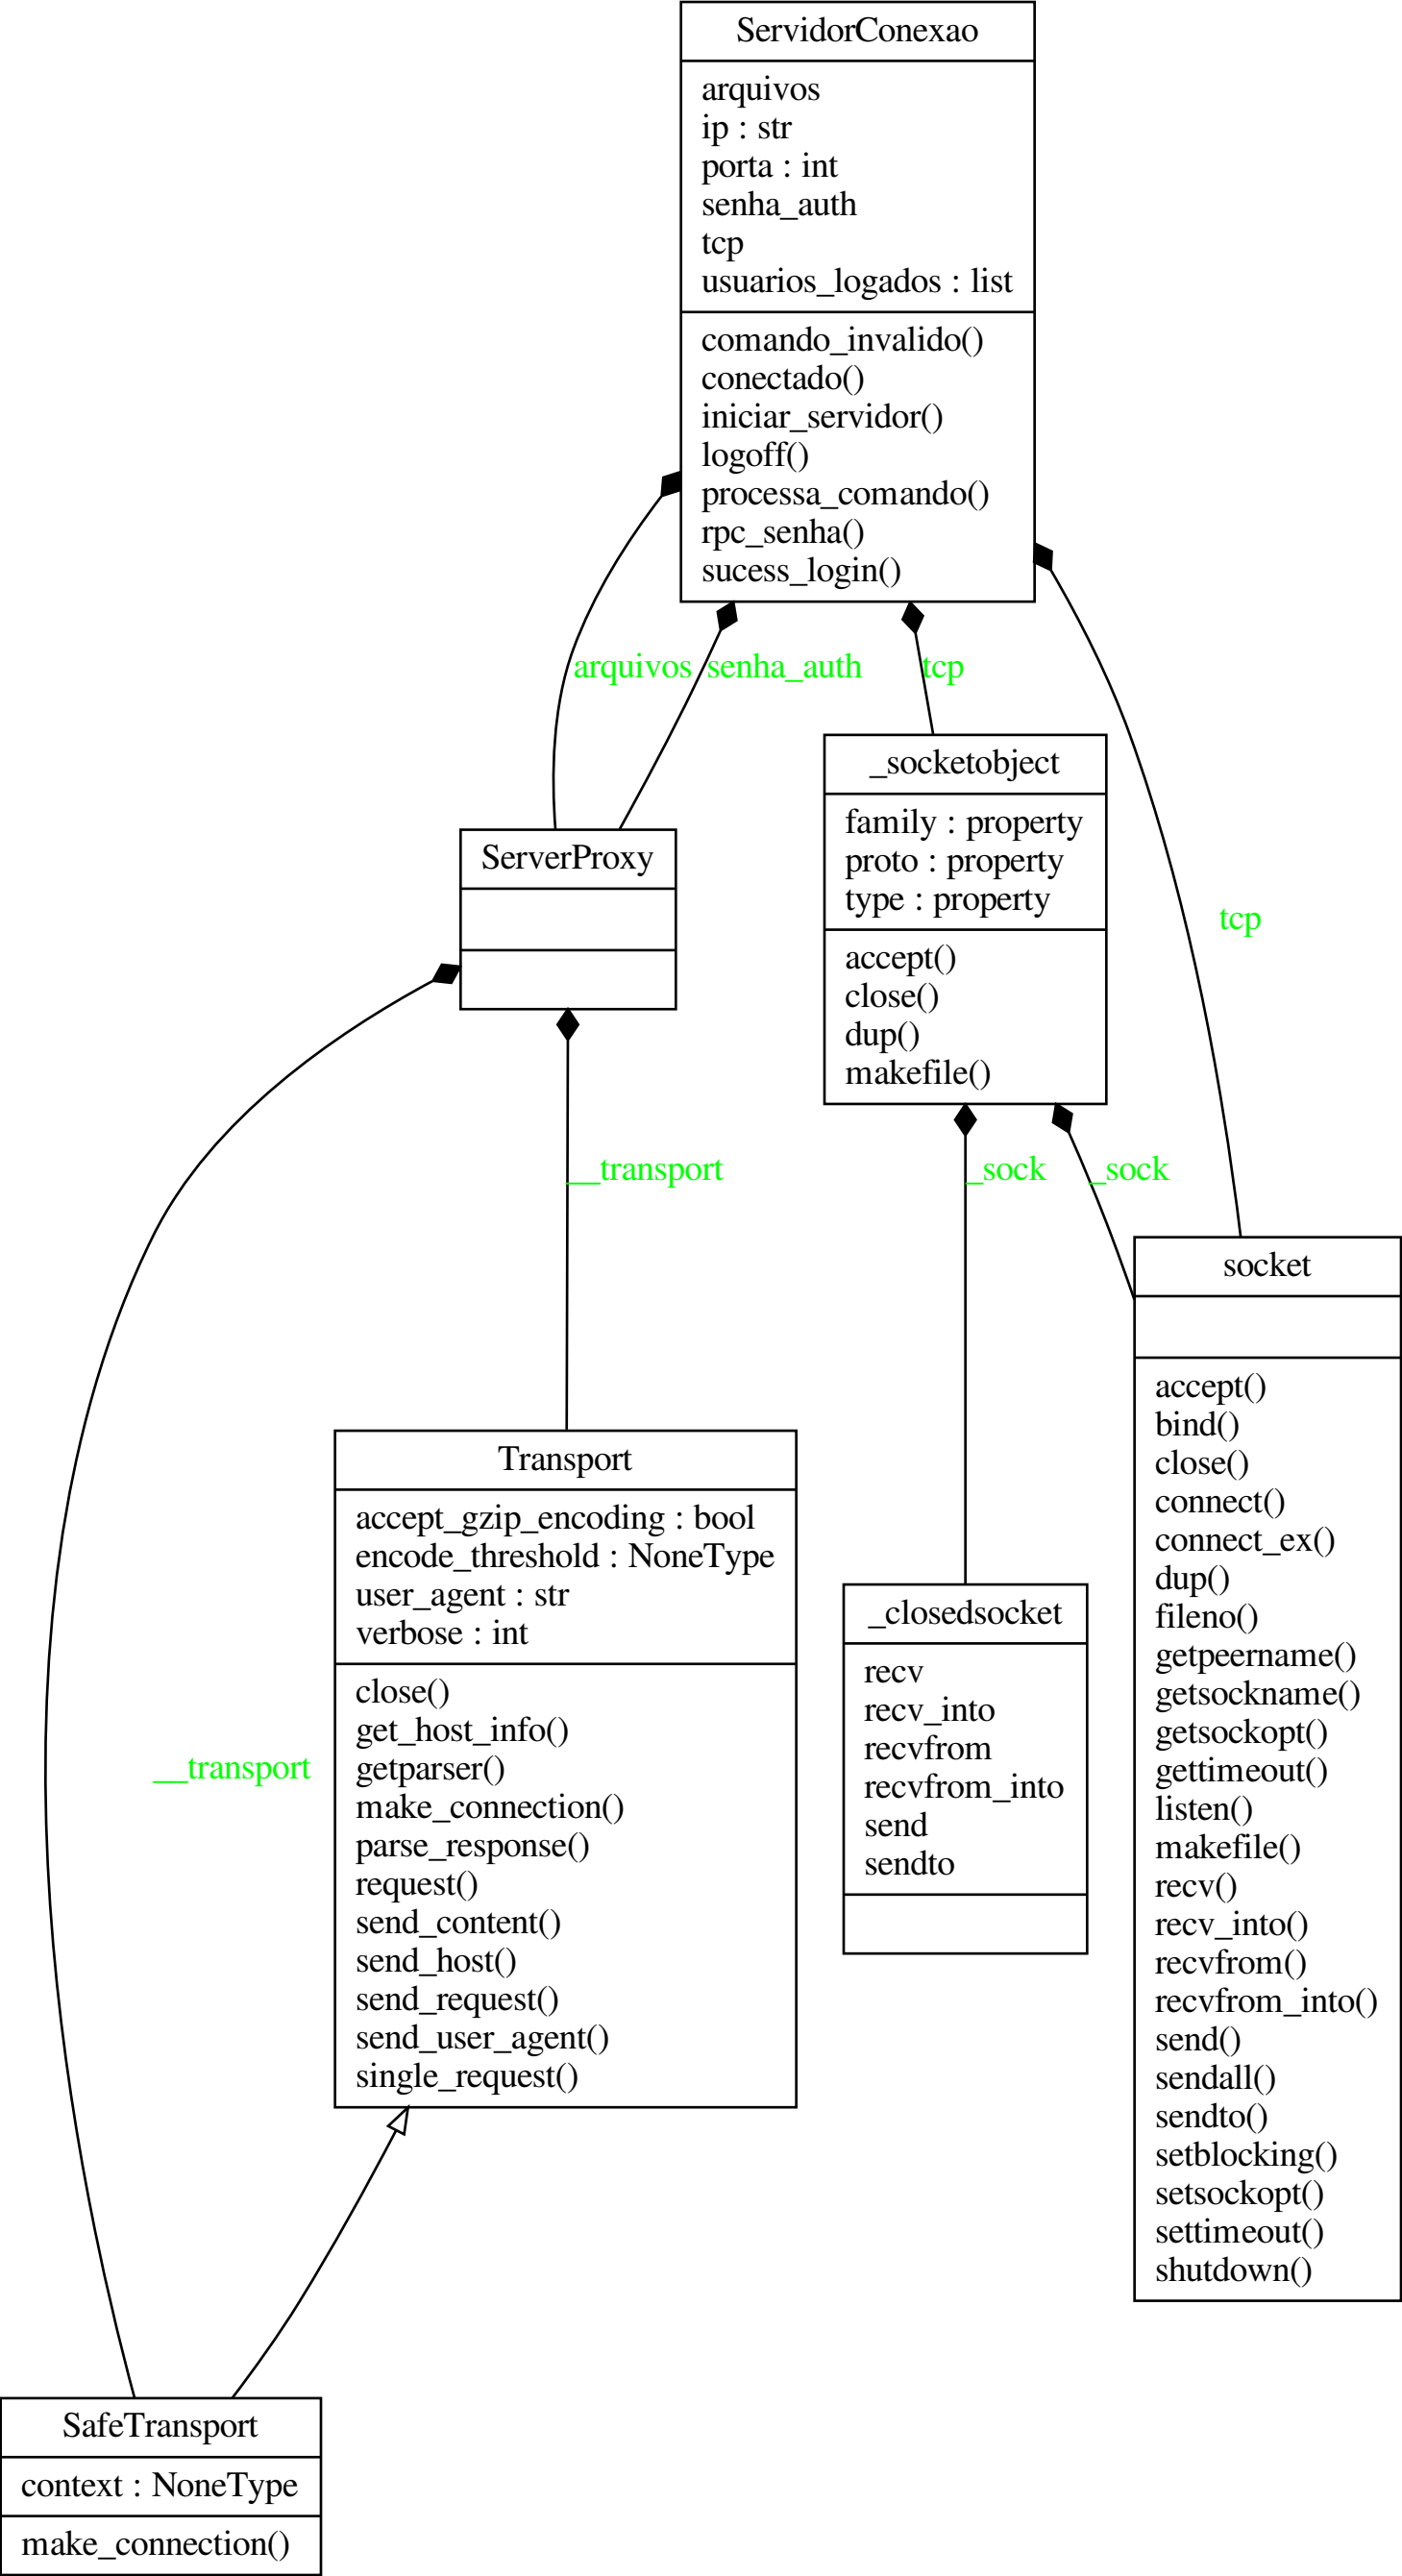 ServidorConexao
arquivos
ip : str
porta : int
senha_auth
tcp
usuarios_logados : list
comando_invalido()
conectado()
iniciar_servidor()
logoff()
processa_comando()
rpc_senha()
sucess_login()
arquivos
senha_auth
tcp
tcp
ServerProxy
_socketobject
family : property
proto : property
type : property
accept()
close()
dup()
makefile()
__transport
_sock
_sock
socket
accept()
bind()
close()
connect()
connect_ex()
dup()
fileno()
getpeername()
getsockname()
getsockopt()
gettimeout()
listen()
makefile()
recv()
recv_into()
recvfrom()
recvfrom_into()
send()
sendall()
sendto()
setblocking()
setsockopt()
settimeout()
shutdown()
Transport
accept_gzip_encoding : bool
encode_threshold : NoneType
user_agent : str
verbose : int
close()
get_host_info()
getparser()
make_connection()
parse_response()
request()
send_content()
send_host()
send_request()
send_user_agent()
single_request()
_closedsocket
recv
recv_into
recvfrom
recvfrom_into
send
sendto
__transport
SafeTransport
context : NoneType
make_connection()